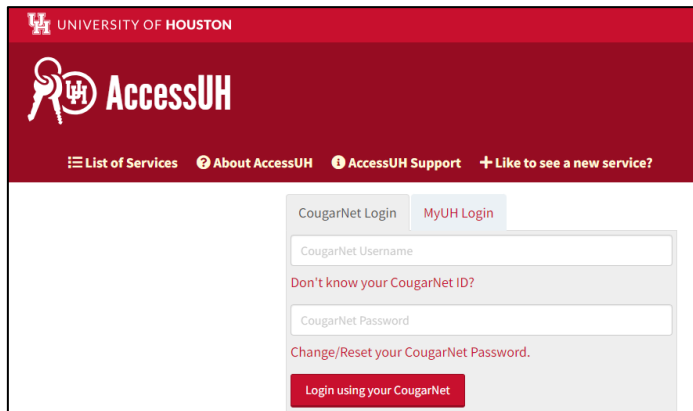 UH UNIVERSITY OF HOUSTON
UH AccessUH
List of Services ? About AccessUH i AccessUH Support + Like to see a new service?
CougarNet Login MyUH Login
CougarNet Username
Don't know your CougarNet ID?
CougarNet Password
Change/Reset your CougarNet Password.
Login using your CougarNet